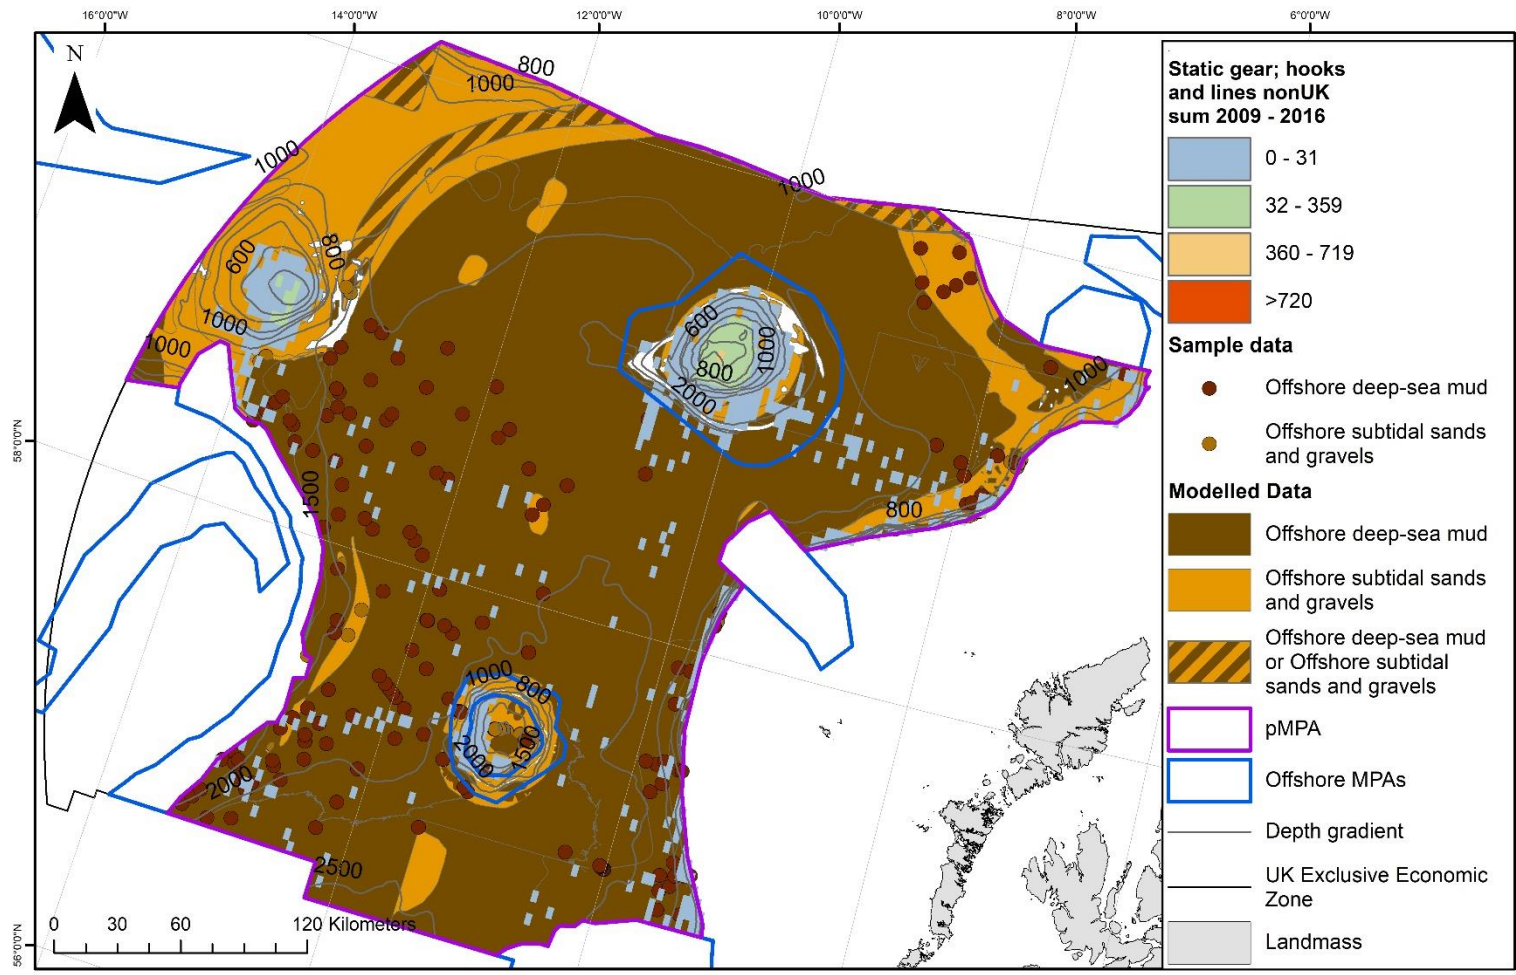 16°0'0"W 14°0'0"W 12°0'0"W 10°0'0"W 8°0'0"W 6°0'0"W
N
800
1000
1000
1000
600
800
1000
1000
600
1000
800
2000
1000
58°0'0"N
1500
800
1000
800
2000
1500
2000
2500
0 30 60 120 Kilometers
56°0'0"N
Static gear; hooks
and lines nonUK
sum 2009 - 2016
0 - 31
32 - 359
360 - 719
>720
Sample data
Offshore deep-sea mud
Offshore subtidal sands
and gravels
Modelled Data
Offshore deep-sea mud
Offshore subtidal sands
and gravels
Offshore deep-sea mud
or Offshore subtidal
sands and gravels
pMPA
Offshore MPAs
Depth gradient
UK Exclusive Economic
Zone
Landmass